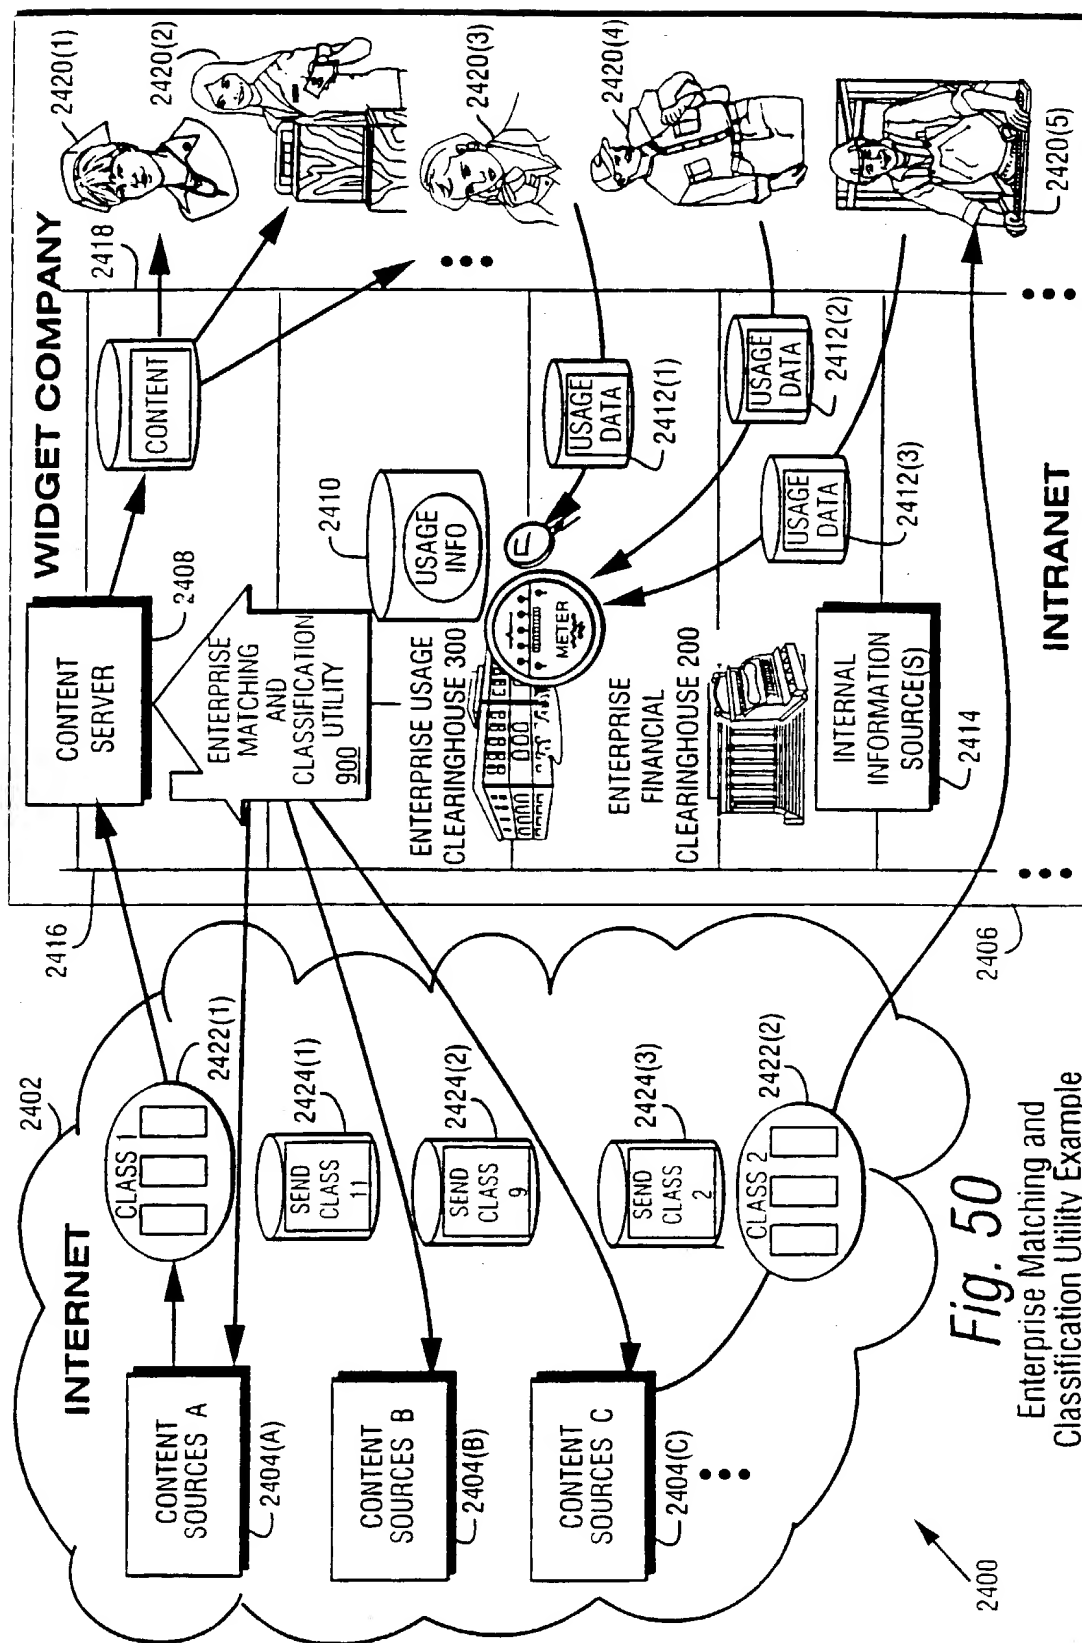 INTERNET
2402
CONTENT
SOURCES A
2404(A)
CLASS 1
2422(1)
SEND
CLASS
11
2424(1)
CONTENT
SOURCES B
2404(B)
SEND
CLASS
9
2424(2)
CONTENT
SOURCES C
2404(C)
SEND
CLASS
2
2424(3)
CLASS 2
2422(2)
2400
WIDGET COMPANY
2416
2418
CONTENT
SERVER
2408
CONTENT
ENTERPRISE
MATCHING
AND
CLASSIFICATION
UTILITY
900
2410
USAGE
INFO
ENTERPRISE USAGE
CLEARINGHOUSE 300
METER
USAGE
DATA
2412(1)
USAGE
DATA
2412(2)
USAGE
DATA
2412(3)
ENTERPRISE
FINANCIAL
CLEARINGHOUSE 200
INTERNAL
INFORMATION
SOURCE(S)
2414
2406
INTRANET
2420(1)
2420(2)
2420(3)
2420(4)
2420(5)
Fig. 50
Enterprise Matching and
Classification Utility Example